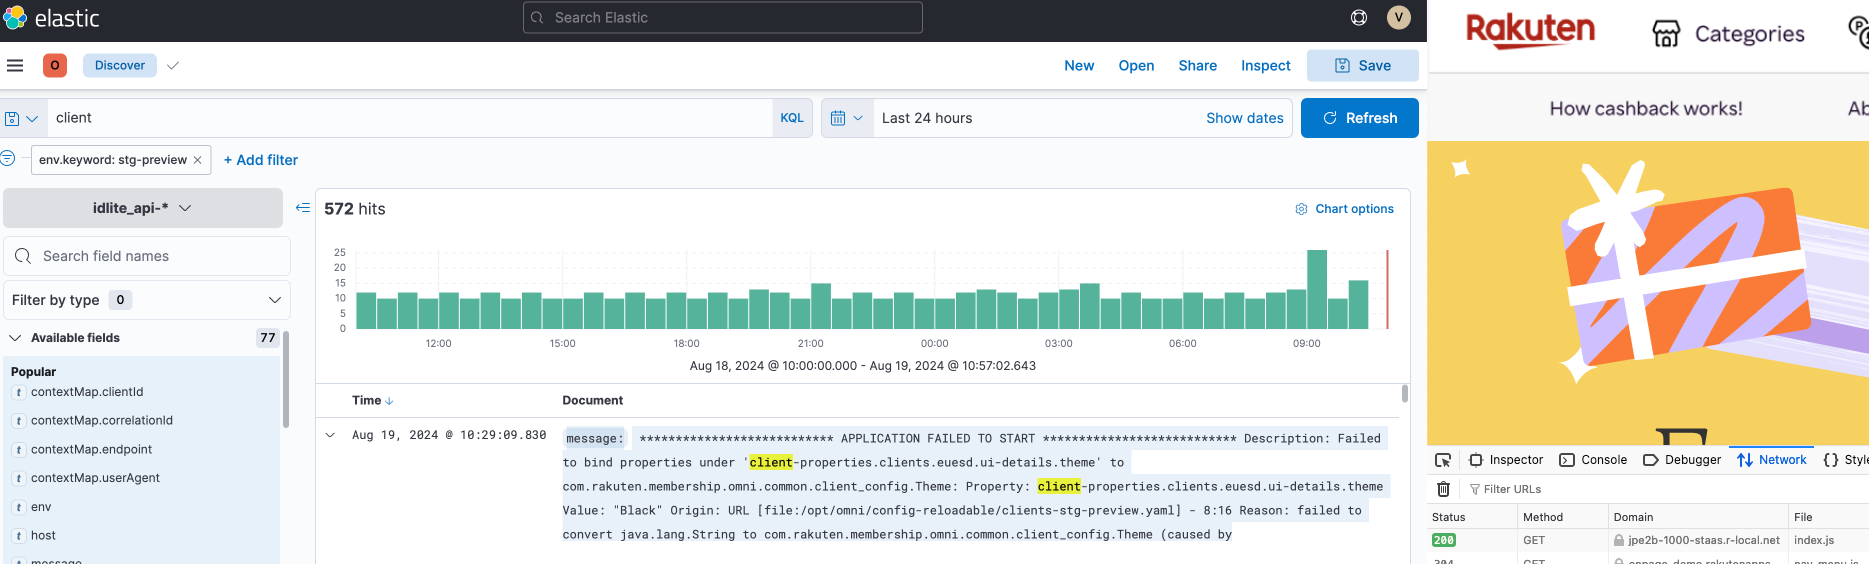 elastic
Search Elastic
V
O
Discover
New
Open
Share
Inspect
Save
client
KQL
Last 24 hours
Show dates
Refresh
env.keyword: stg-preview ×
+ Add filter
idlite_api-*
Search field names
Filter by type 0
Available fields 77
Popular
t contextMap.clientId
t contextMap.correlationId
t contextMap.endpoint
t contextMap.userAgent
t env
t host
message
572 hits
Chart options
25
20
15
10
5
0
12:00 15:00 18:00 21:00 00:00 03:00 06:00 09:00
Aug 18, 2024 @ 10:00:00.000 - Aug 19, 2024 @ 10:57:02.643
Time
Document
Aug 19, 2024 @ 10:29:09.830
message: *************************** APPLICATION FAILED TO START *************************** Description: Failed
to bind properties under 'client-properties.clients.euesd.ui-details.theme' to
com.rakuten.membership.omni.common.client_config.Theme: Property: client-properties.clients.euesd.ui-details.theme
Value: "Black" Origin: URL [file:/opt/omni/config-reloadable/clients-stg-preview.yaml] - 8:16 Reason: failed to
convert java.lang.String to com.rakuten.membership.omni.common.client_config.Theme (caused by
Rakuten
Categories
How cashback works!
Ab
Inspector
Console
Debugger
Network
{} Style
Filter URLs
Status Method Domain File
200 GET jpe2b-1000-staas.r-local.net index.js
304 GET